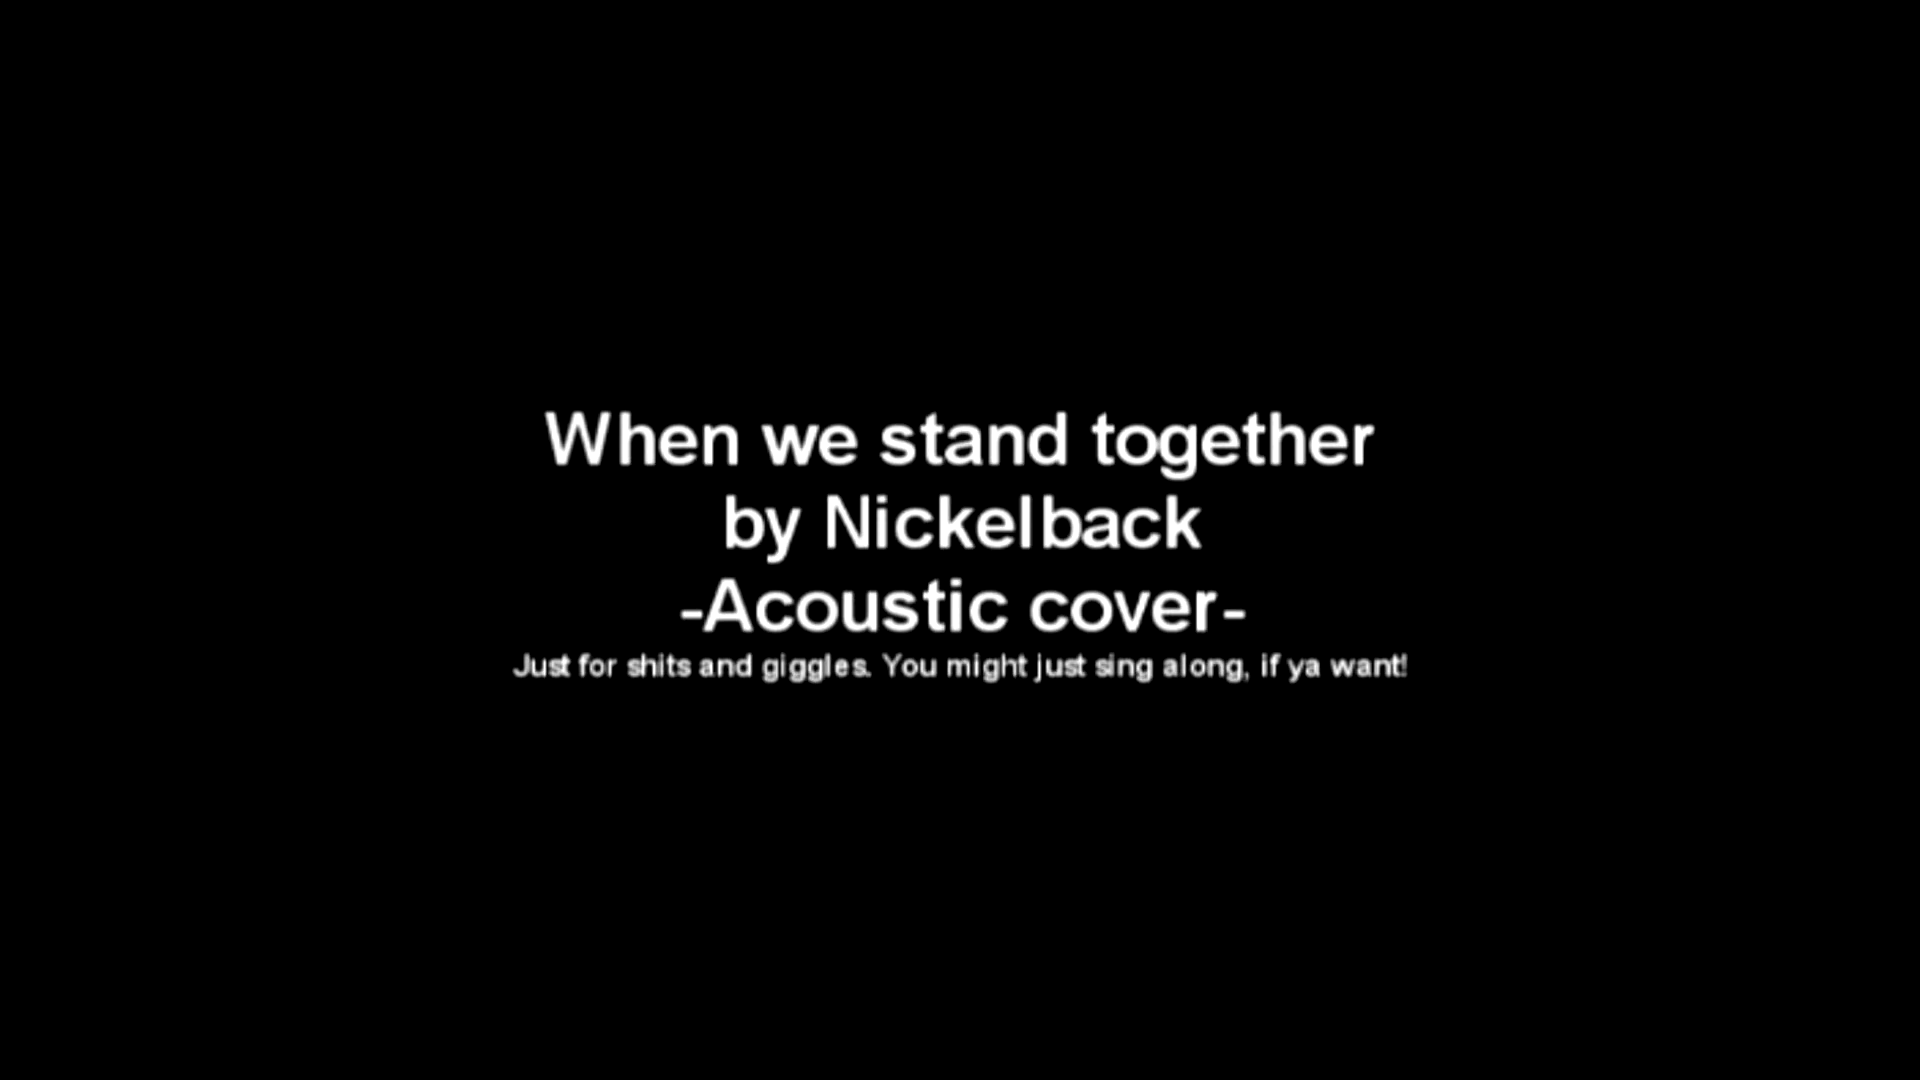 When we stand together
by Nickelback
-Acoustic cover-
Just for shits and giggles. You might just sing along, if ya want!